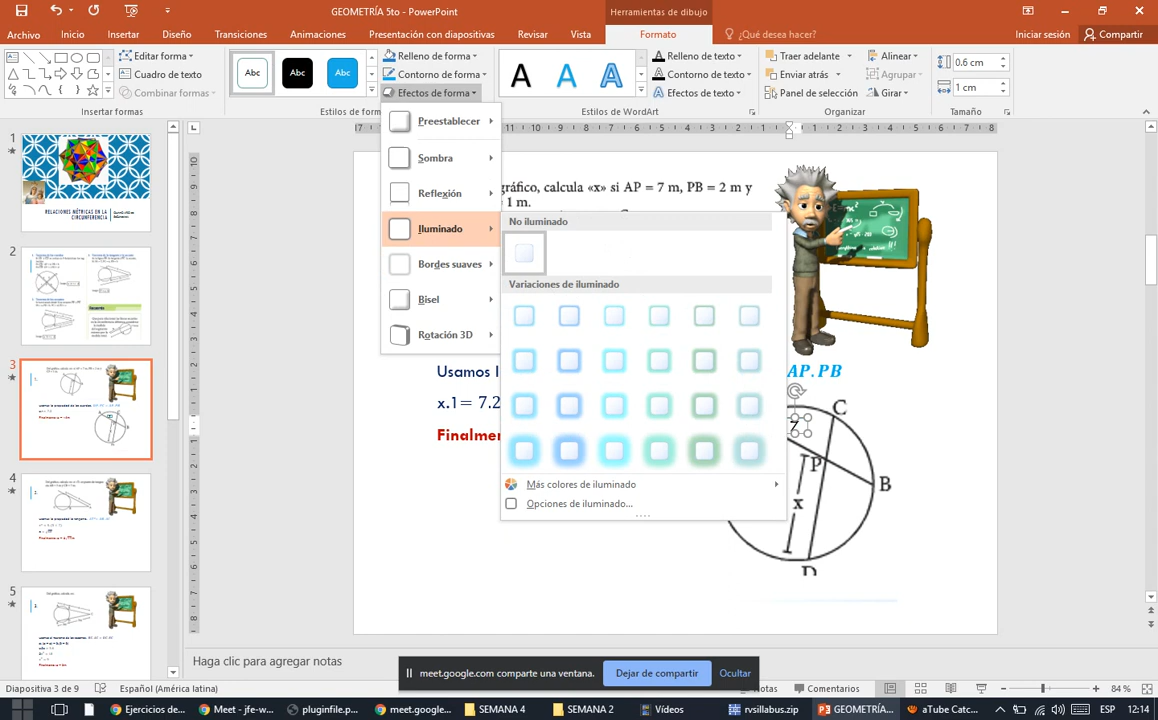 GEOMETRÍA 5to - PowerPoint
Herramientas de dibujo
Archivo Inicio Insertar Diseño Transiciones Animaciones Presentación con diapositivas Revisar Vista Formato ¿Qué desea hacer? Iniciar sesión Compartir
Editar forma
Cuadro de texto
Combinar formas
Insertar formas
Abc Abc Abc
Relleno de forma
Contorno de forma
Efectos de forma
Estilos de form
A A A
Relleno de texto
Contorno de texto
Efectos de texto
Estilos de WordArt
Traer adelante
Enviar atrás
Panel de selección
Alinear
Agrupar
Girar
Organizar
0.6 cm
1 cm
Tamaño
Preestablecer
Sombra
Reflexión
Iluminado
Bordes suaves
Bisel
Rotación 3D
No iluminado
Variaciones de iluminado
Más colores de iluminado
Opciones de iluminado...
1
RELACIONES MÉTRICAS EN LA
CIRCUNFERENCIA
2
3
4
5
gráfico, calcula «x» si AP = 7 m, PB = 2 m y
= 1 m.
Usamos l
AP.PB
x.1= 7.2
Finalmen
7
C
P
B
x
D
Haga clic para agregar notas
meet.google.com comparte una ventana. Dejar de compartir Ocultar
Diapositiva 3 de 9 Español (América latina) Notas Comentarios 84 %
Ejercicios de... Meet - jfe-w... pluginfile.p... meet.google... SEMANA 4 SEMANA 2 Vídeos rvsillabus.zip GEOMETRÍA... aTube Catc... ESP 12:14